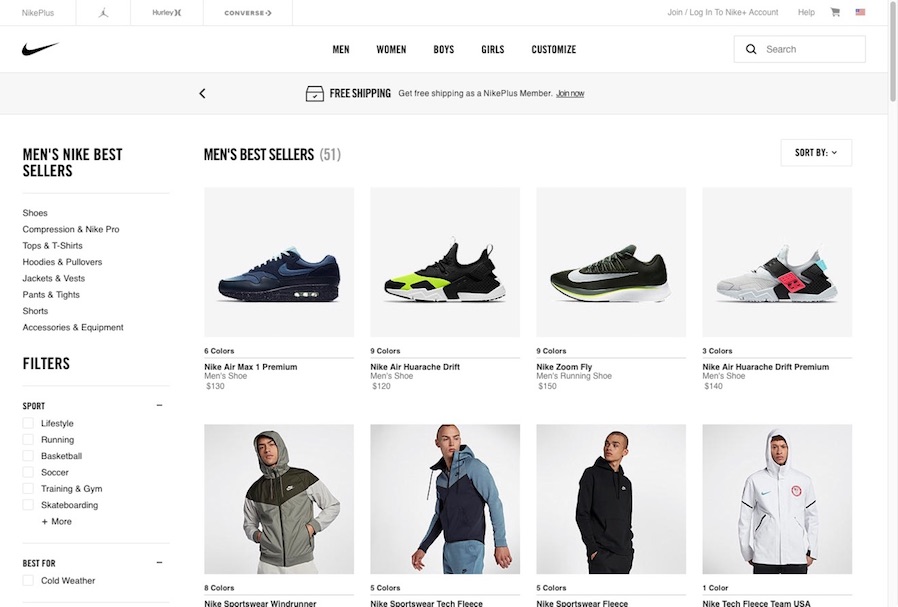 NikePlus
Hurley
CONVERSE
Join / Log In To Nike+ Account
Help
MEN
WOMEN
BOYS
GIRLS
CUSTOMIZE
Search
FREE SHIPPING Get free shipping as a NikePlus Member. Join now
MEN'S NIKE BEST
SELLERS
Shoes
Compression & Nike Pro
Tops & T-Shirts
Hoodies & Pullovers
Jackets & Vests
Pants & Tights
Shorts
Accessories & Equipment
FILTERS
SPORT
Lifestyle
Running
Basketball
Soccer
Training & Gym
Skateboarding
+ More
BEST FOR
Cold Weather
MEN'S BEST SELLERS (51)
SORT BY:
6 Colors
Nike Air Max 1 Premium
Men's Shoe
$130
9 Colors
Nike Air Huarache Drift
Men's Shoe
$120
9 Colors
Nike Zoom Fly
Men's Running Shoe
$150
3 Colors
Nike Air Huarache Drift Premium
Men's Shoe
$140
8 Colors
Nike Sportswear Windrunner
5 Colors
Nike Sportswear Tech Fleece
5 Colors
Nike Sportswear Fleece
1 Color
Nike Tech Fleece Team USA